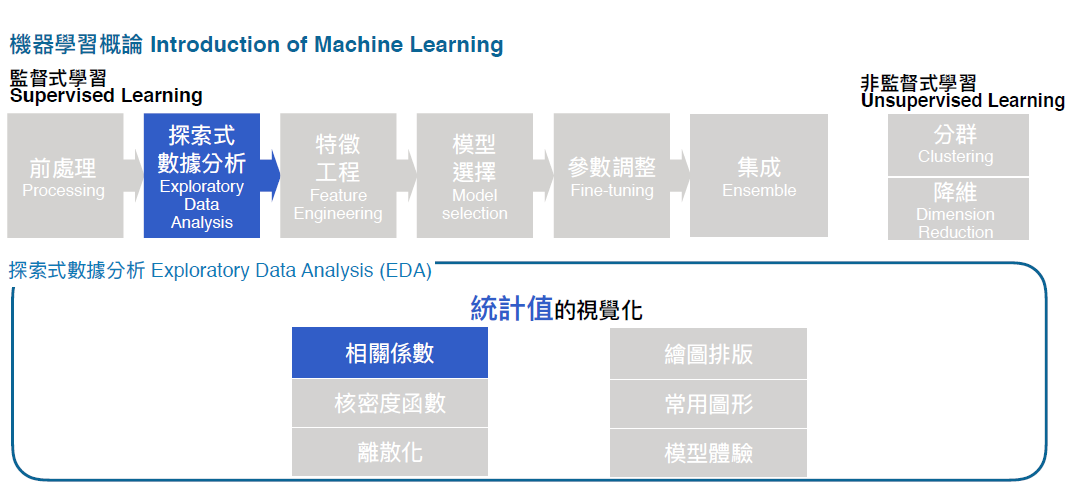 機器學習概論 Introduction of Machine Learning
監督式學習
Supervised Learning
前處理
Processing
探索式
數據分析
Exploratory
Data
Analysis
特徵
工程
Feature
Engineering
模型
選擇
Model
selection
參數調整
Fine-tuning
集成
Ensemble
非監督式學習
Unsupervised Learning
分群
Clustering
降維
Dimension
Reduction
探索式數據分析 Exploratory Data Analysis (EDA)
統計值的視覺化
相關係數
核密度函數
離散化
繪圖排版
常用圖形
模型體驗